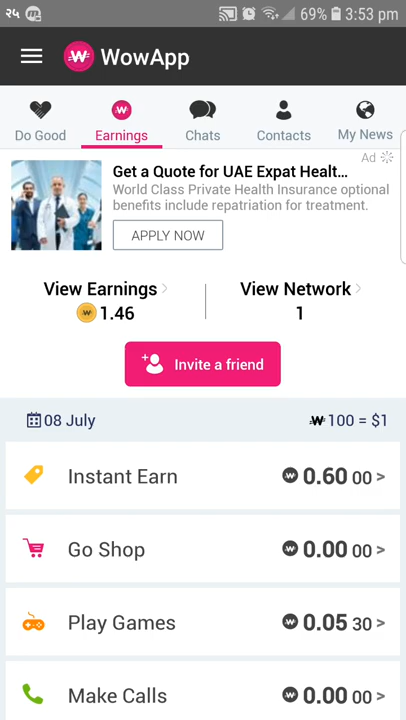 ૨૫ 69% 3:53 pm
WowApp
Do Good Earnings Chats Contacts My News
Ad
Get a Quote for UAE Expat Healt...
World Class Private Health Insurance optional
benefits include repatriation for treatment.
APPLY NOW
View Earnings > View Network >
1.46 1
Invite a friend
08 July W 100 = $1
Instant Earn W 0.60 00 >
Go Shop W 0.00 00 >
Play Games W 0.05 30 >
Make Calls W 0.00 00 >